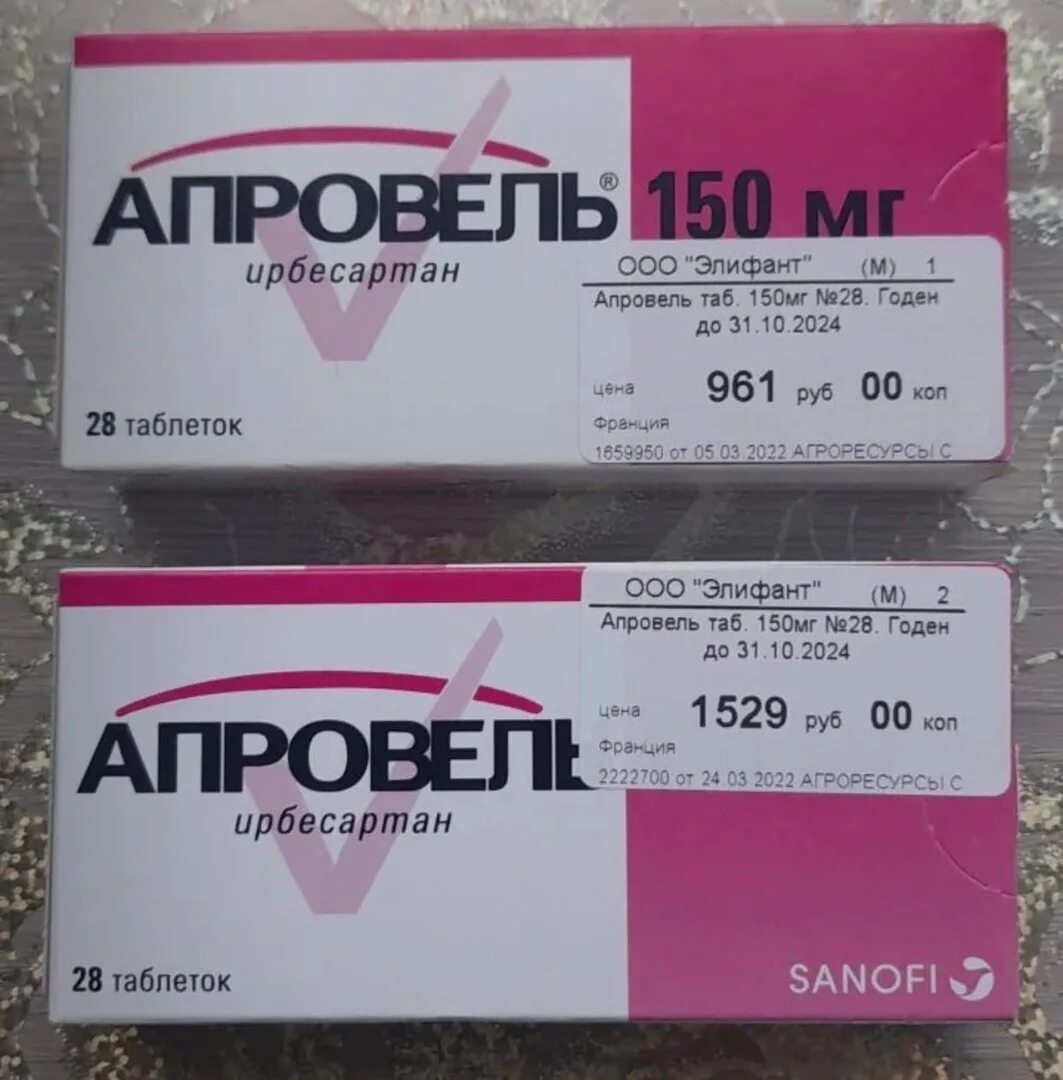 АПРОВЕЛЬ® 150 мг
ирбесартан
28 таблеток
ООО "Элифант" (М) 1
Апровель таб. 150мг №28. Годен
до 31.10.2024
цена 961 руб 00 коп
Франция
1659950 от 05.03.2022 АГРОРЕСУРСЫ С
АПРОВЕЛЬ
ирбесартан
28 таблеток
ООО "Элифант" (М) 2
Апровель таб. 150мг №28. Годен
до 31.10.2024
цена 1529 руб 00 коп
Франция
2222700 от 24.03.2022 АГРОРЕСУРСЫ С
SANOFI